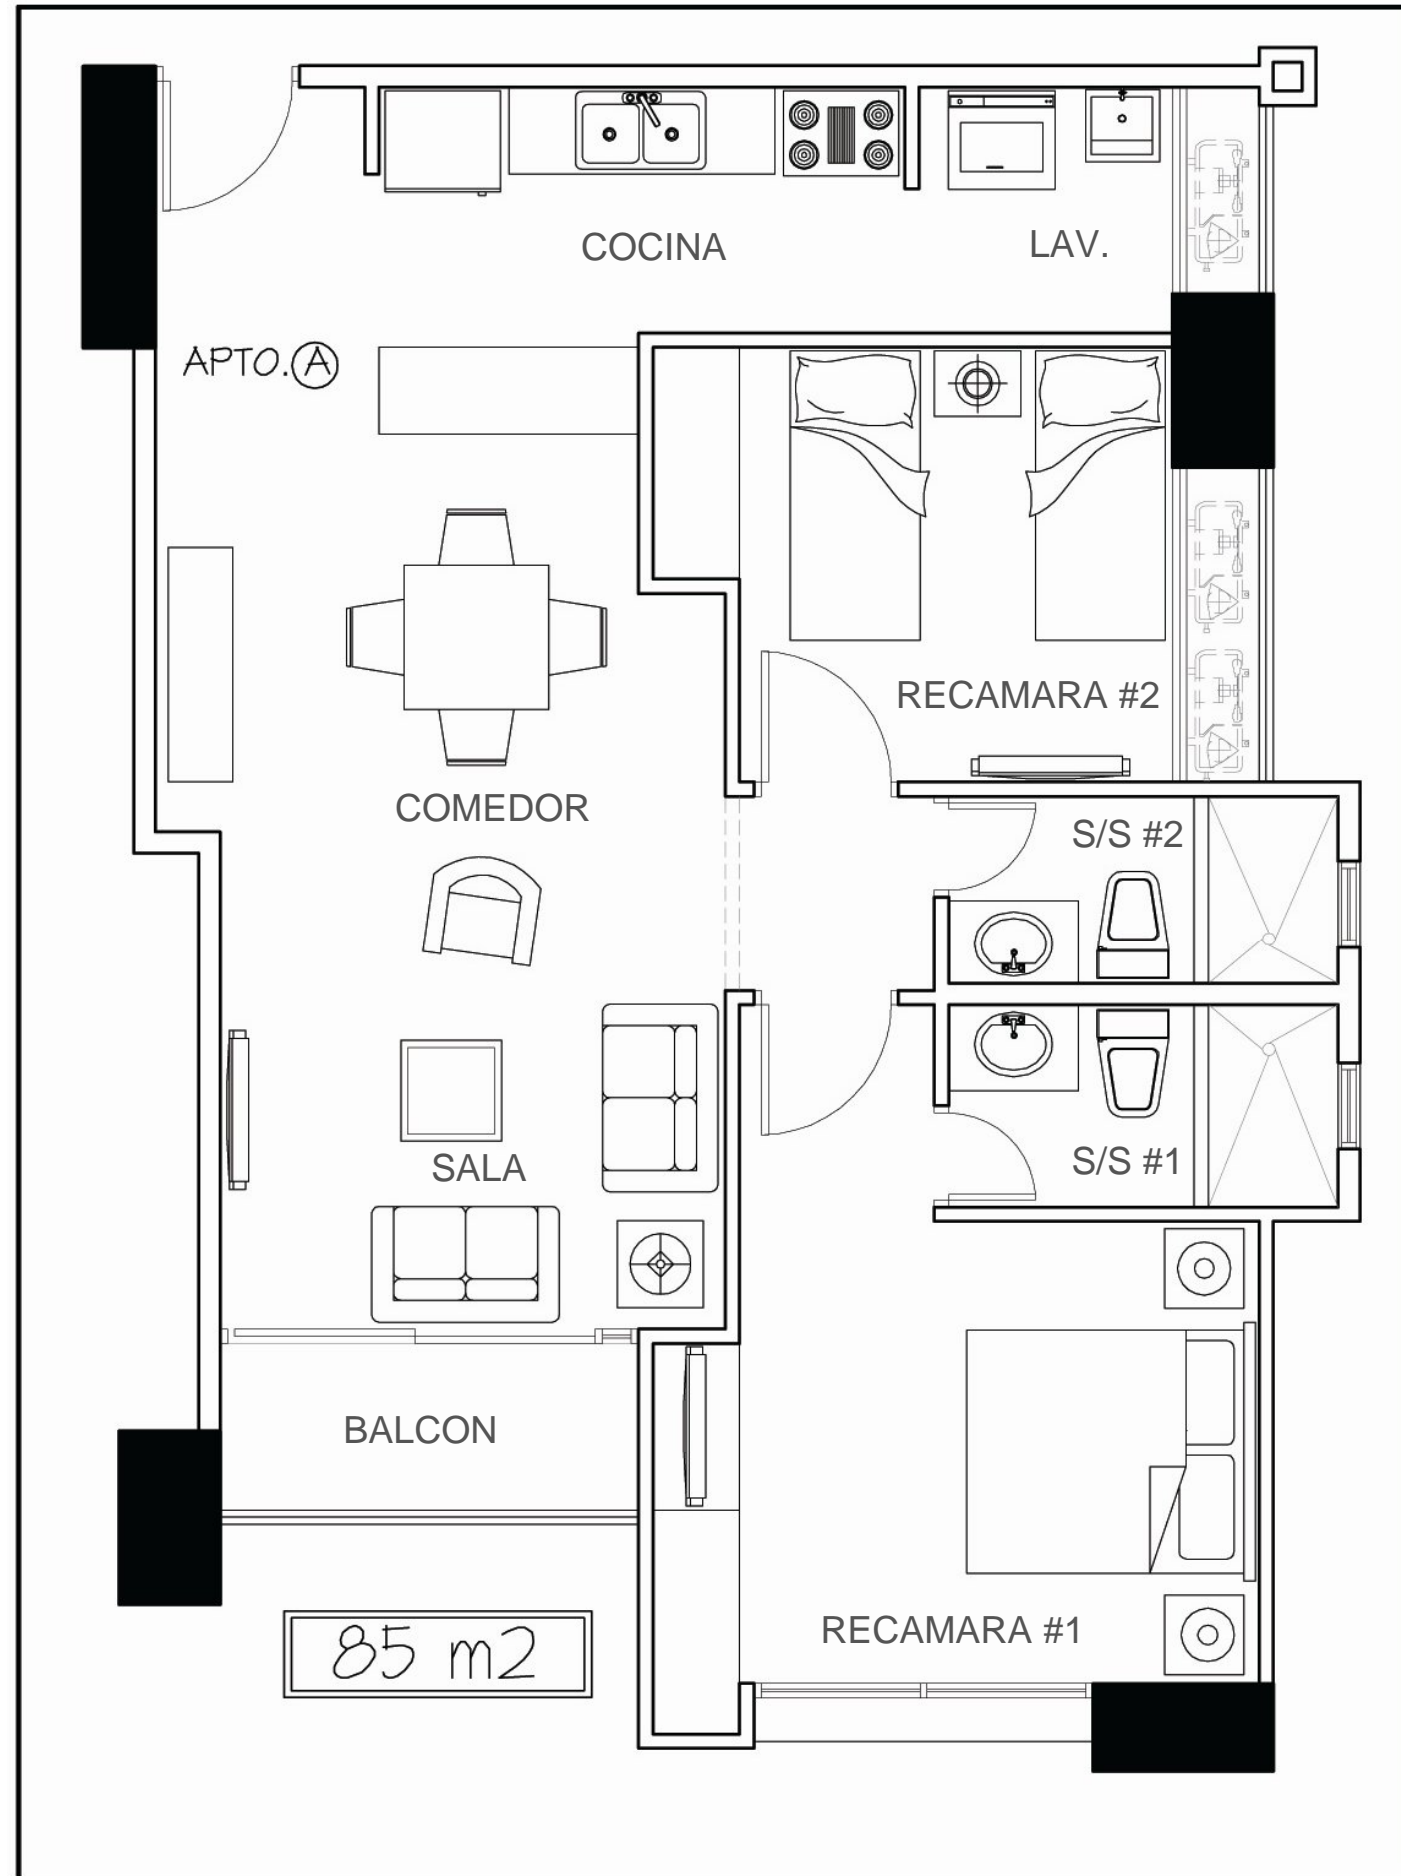 COCINA
LAV.
APTO. A
RECAMARA #2
COMEDOR
S/S #2
S/S #1
SALA
BALCON
RECAMARA #1
85 m2